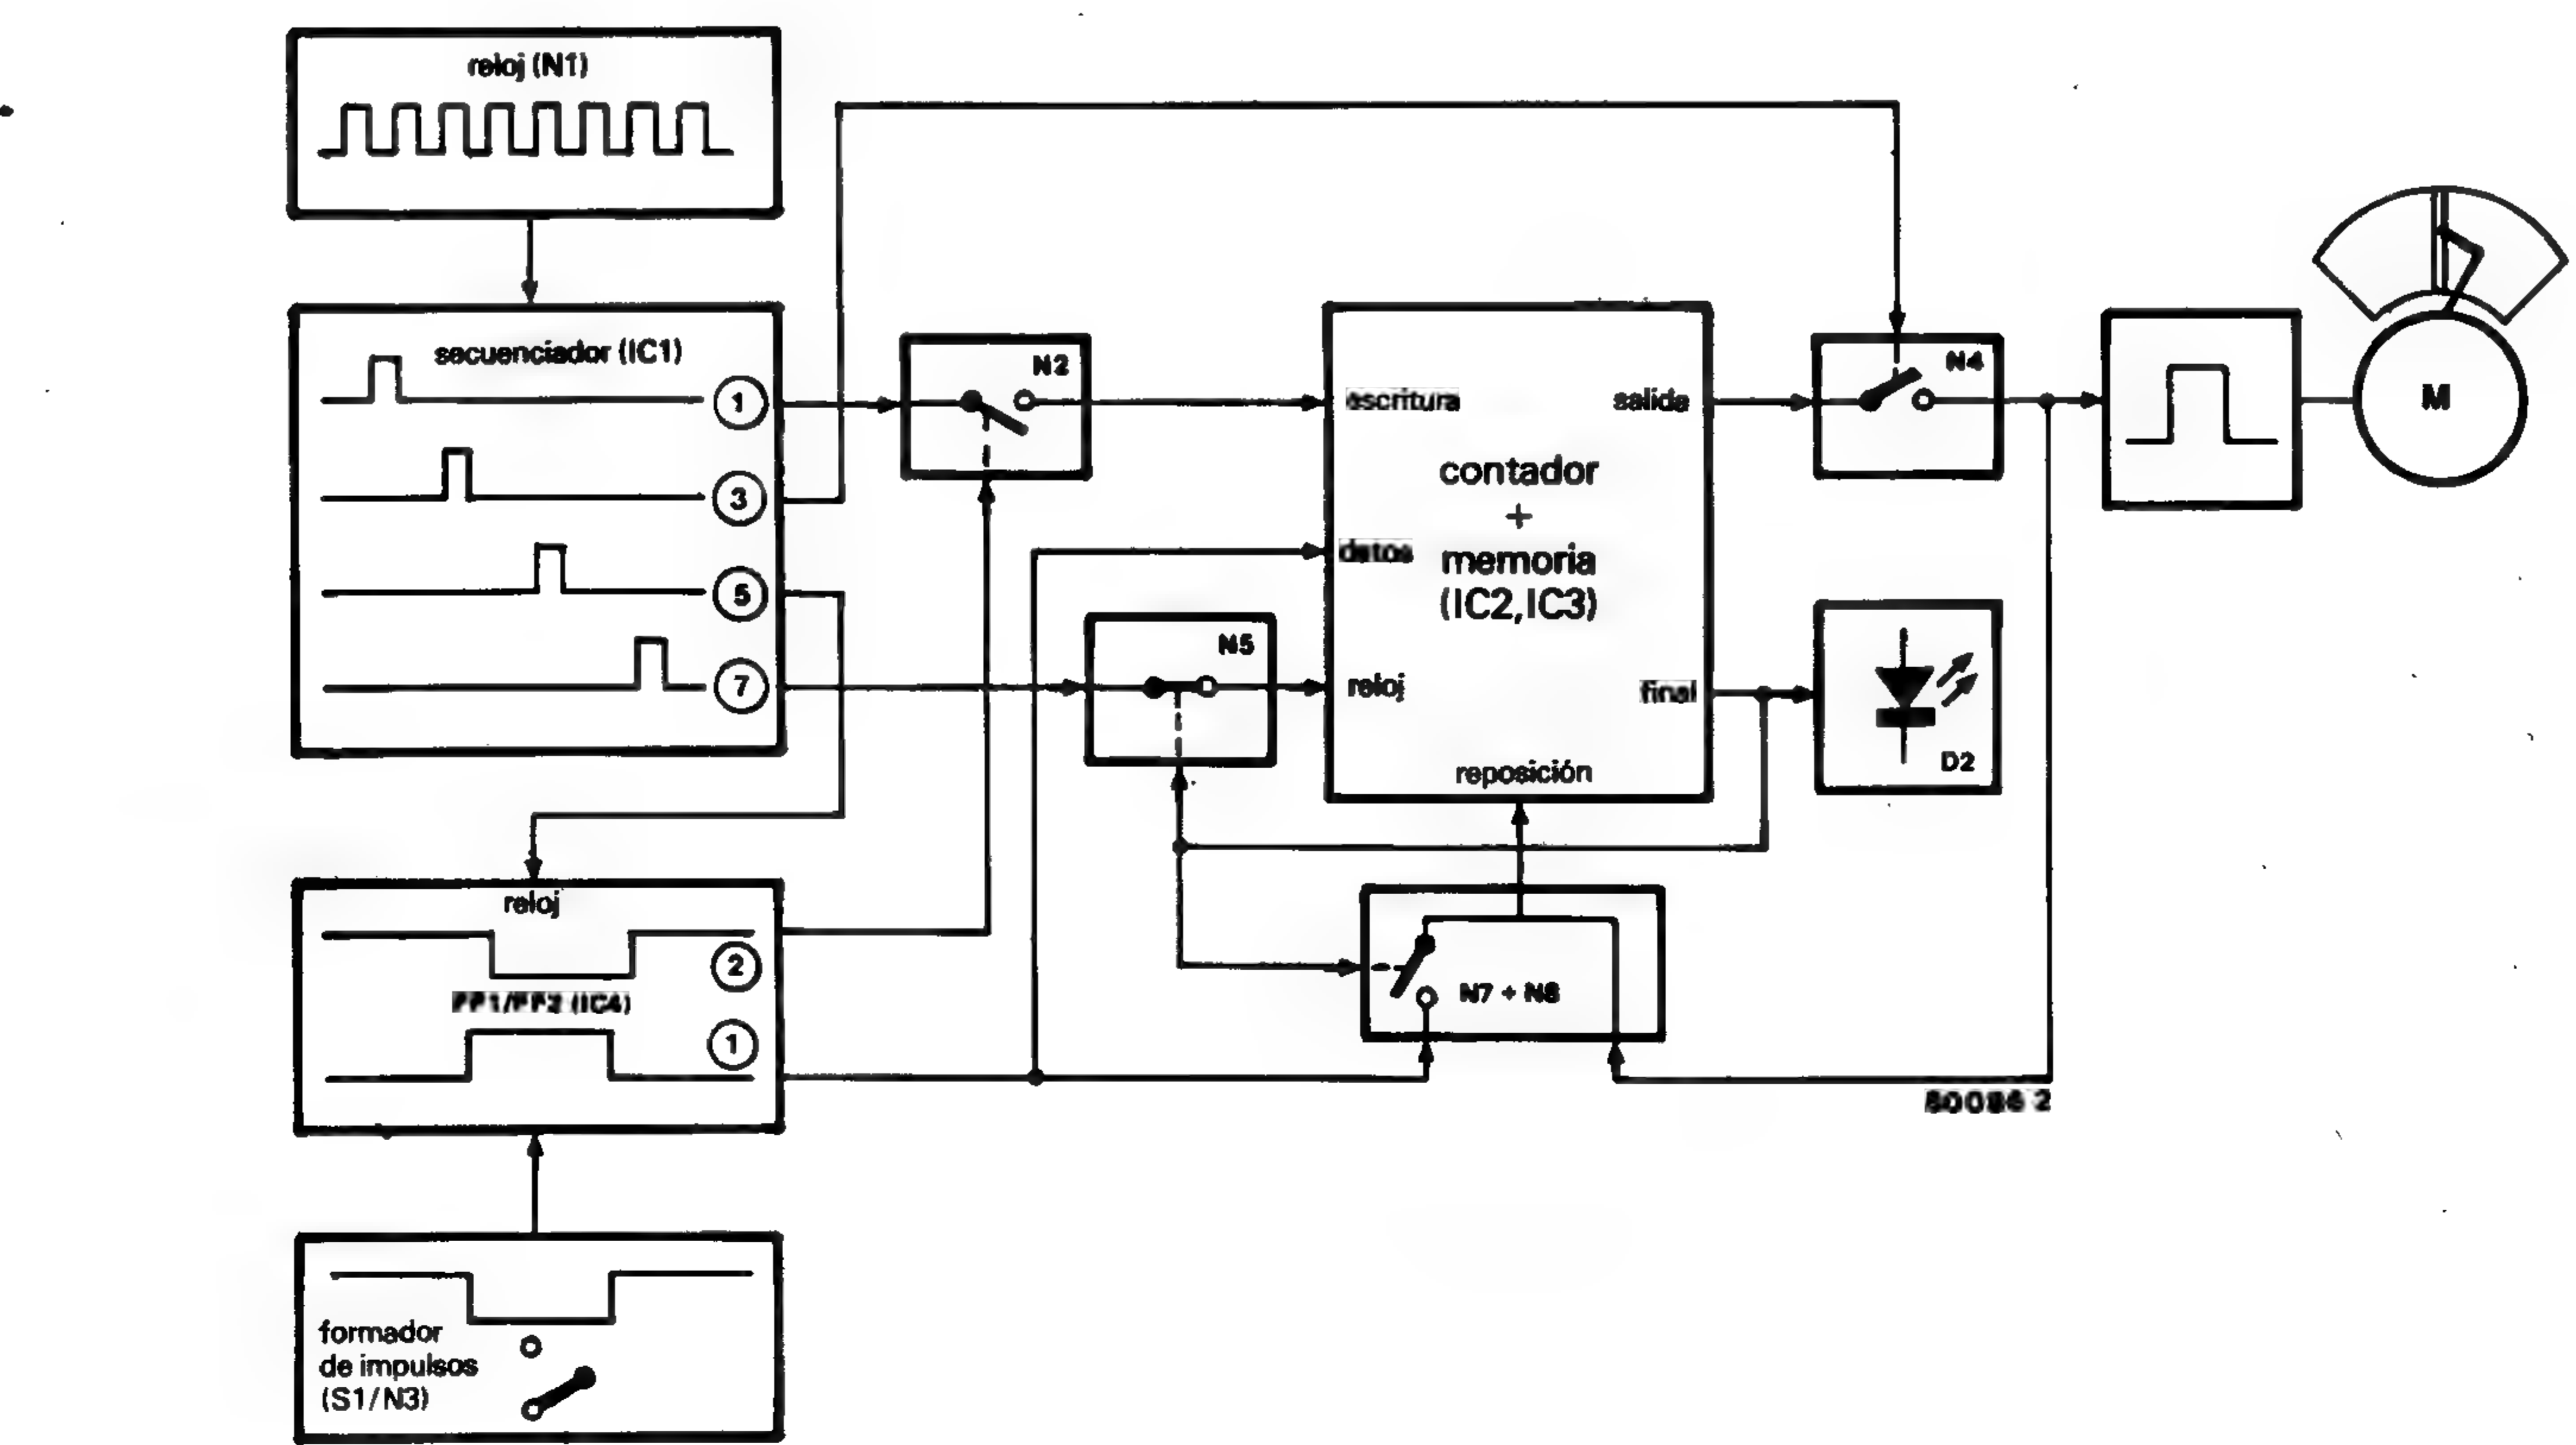 reloj (N1)
secuenciador (IC1)
1
3
5
7
N2
escritura
salida
N4
M
contador
+
memoria
(IC2,IC3)
datos
N5
reloj
final
D2
reposición
reloj
2
FF1/FF2 (IC4)
1
N7 + N8
80086 2
formador
de impulsos
(S1/N3)